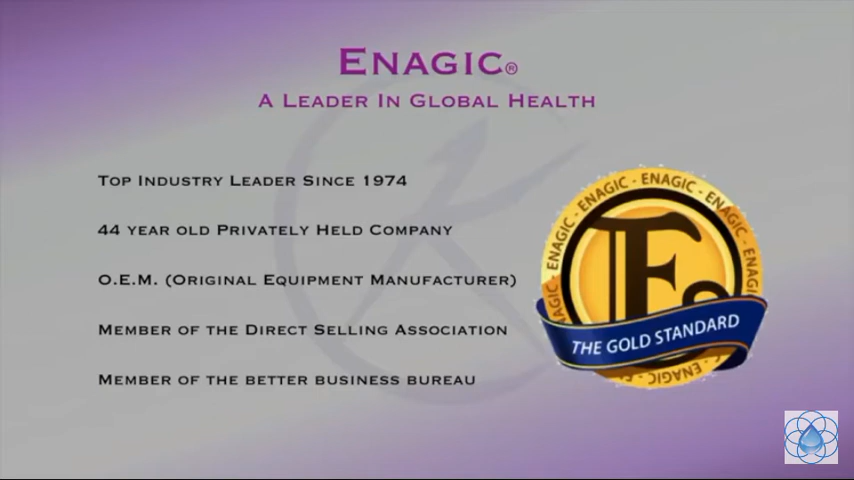 ENAGIC®
A LEADER IN GLOBAL HEALTH
TOP INDUSTRY LEADER SINCE 1974
44 YEAR OLD PRIVATELY HELD COMPANY
O.E.M. (ORIGINAL EQUIPMENT MANUFACTURER)
MEMBER OF THE DIRECT SELLING ASSOCIATION
MEMBER OF THE BETTER BUSINESS BUREAU
ENAGIC · ENAGIC · ENAGIC · ENAGIC · ENAGIC
E
THE GOLD STANDARD
ENAGIC